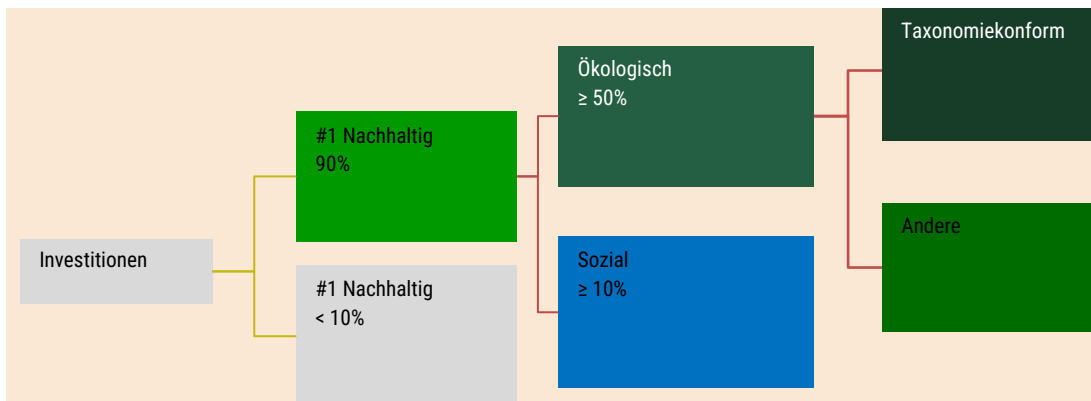 Investitionen
#1 Nachhaltig
90%
#1 Nachhaltig
< 10%
Ökologisch
≥ 50%
Sozial
≥ 10%
Taxonomiekonform
Andere